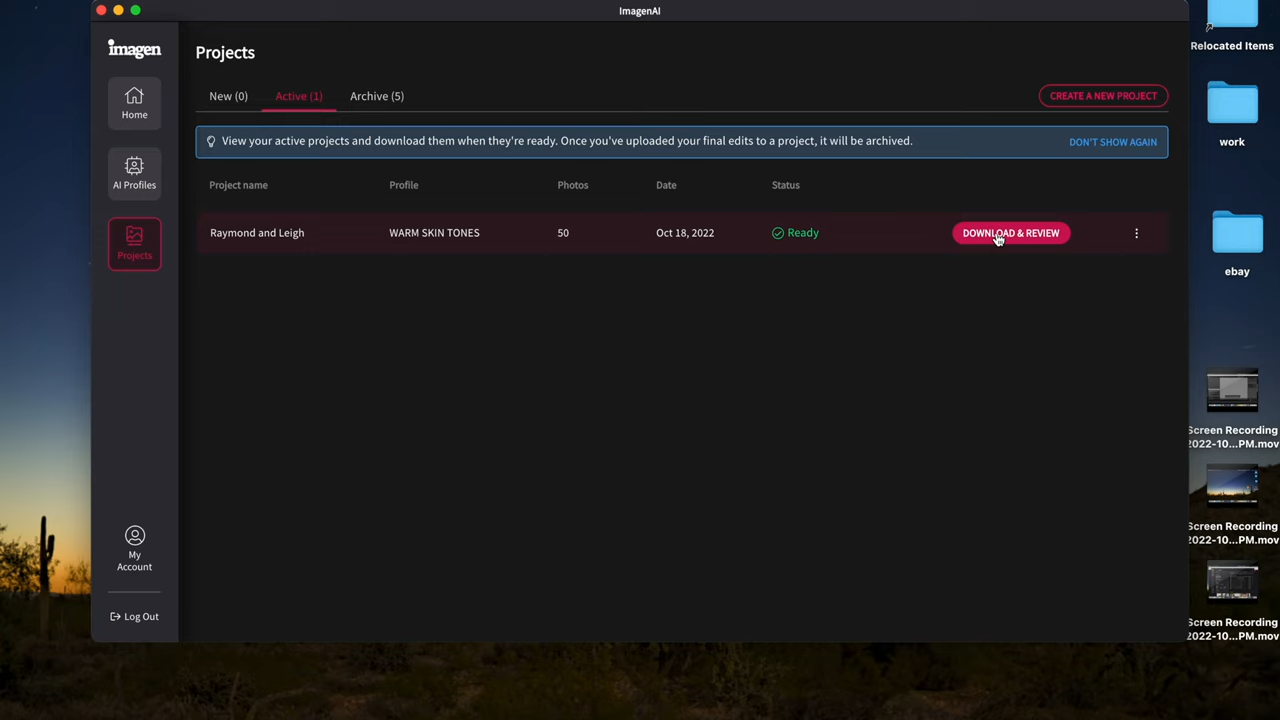 ImagenAI
imagen
Home
AI Profiles
Projects
My
Account
Log Out
Projects
New (0)
Active (1)
Archive (5)
CREATE A NEW PROJECT
View your active projects and download them when they're ready. Once you've uploaded your final edits to a project, it will be archived.
DON'T SHOW AGAIN
Project name
Profile
Photos
Date
Status
Raymond and Leigh
WARM SKIN TONES
50
Oct 18, 2022
Ready
DOWNLOAD & REVIEW
Relocated Items
work
ebay
Screen Recording
2022-10...PM.mov
Screen Recording
2022-10...PM.mov
Screen Recording
2022-10...PM.mov